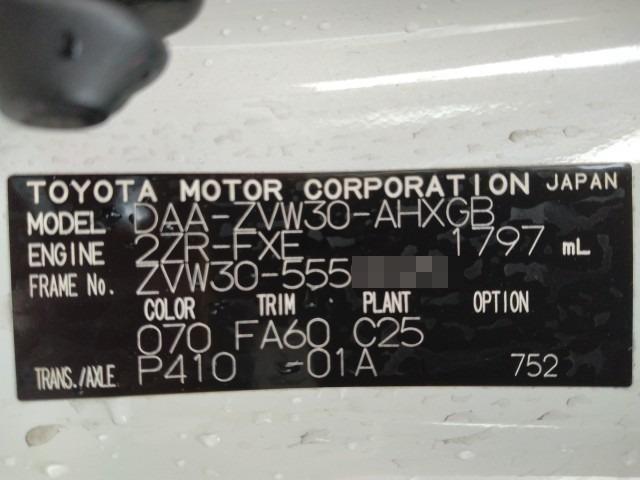 TOYOTA MOTOR CORPORATION JAPAN
MODEL DAA-ZVW30-AHXGB
ENGINE 2ZR-FXE 1797 mL
FRAME No. ZVW30-555
COLOR TRIM PLANT OPTION
070 FA60 C25
TRANS./AXLE P410 -01A 752